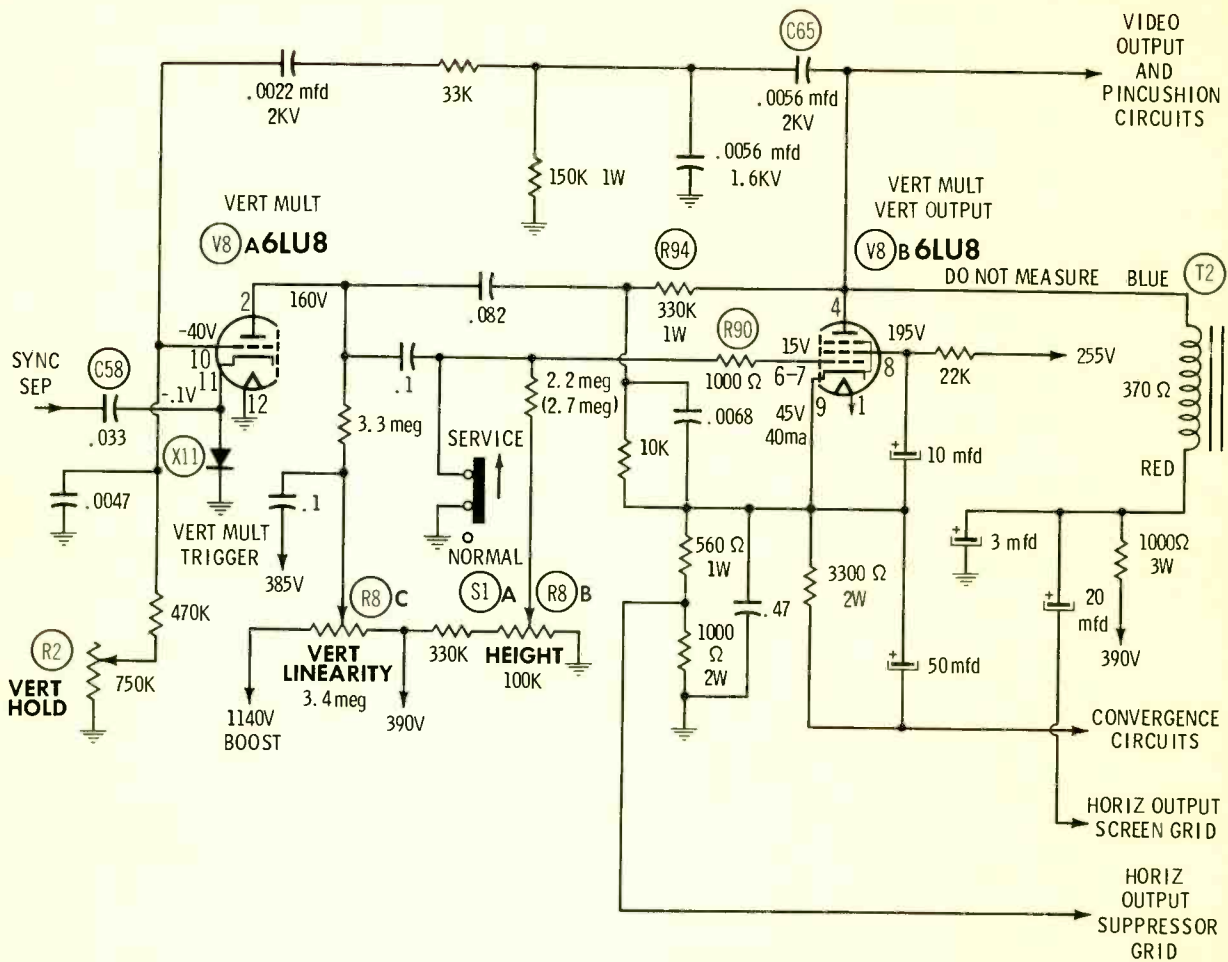 C65
VIDEO
OUTPUT
AND
PINCUSHION
CIRCUITS
.0022 mfd
2KV
33K
.0056 mfd
2KV
.0056 mfd
1.6KV
150K 1W
VERT MULT
V8 A 6LU8
VERT MULT
VERT OUTPUT
V8 B 6LU8
R94
330K
1W
DO NOT MEASURE
BLUE
T2
2
160V
.082
4
-40V
10
11
12
SYNC
SEP
C58
.033
-.1V
R90
1000 Ω
15V
6-7
195V
8
22K
255V
9
1
45V
40ma
370 Ω
.1
2.2 meg
(2.7 meg)
3.3 meg
.0068
10K
10 mfd
RED
X11
.0047
VERT MULT
TRIGGER
.1
385V
SERVICE
NORMAL
S1 A
R8 C
R8 B
560 Ω
1W
3300 Ω
2W
.47
3 mfd
1000Ω
3W
20
mfd
390V
470K
R2
VERT
HOLD
750K
VERT
LINEARITY
3.4 meg
330K
HEIGHT
100K
1000
Ω
2W
50mfd
1140V
BOOST
390V
CONVERGENCE
CIRCUITS
HORIZ OUTPUT
SCREEN GRID
HORIZ
OUTPUT
SUPPRESSOR
GRID